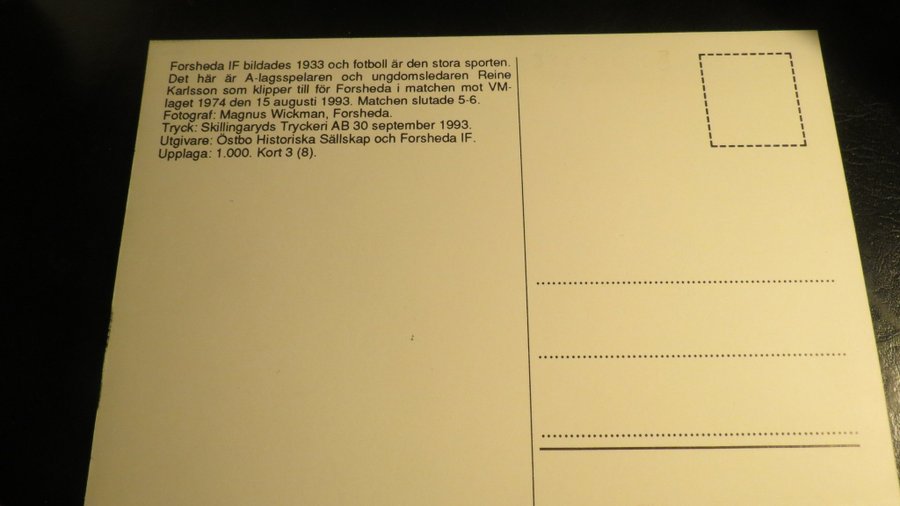 Forsheda IF bildades 1933 och fotboll är den stora sporten.
Det här är A-lagsspelaren och ungdomsledaren Reine
Karlsson som klipper till för Forsheda i matchen mot VM-
laget 1974 den 15 augusti 1993. Matchen slutade 5-6.
Fotograf: Magnus Wickman, Forsheda.
Tryck: Skillingaryds Tryckeri AB 30 september 1993.
Utgivare: Östbo Historiska Sällskap och Forsheda IF.
Upplaga: 1.000. Kort 3 (8).